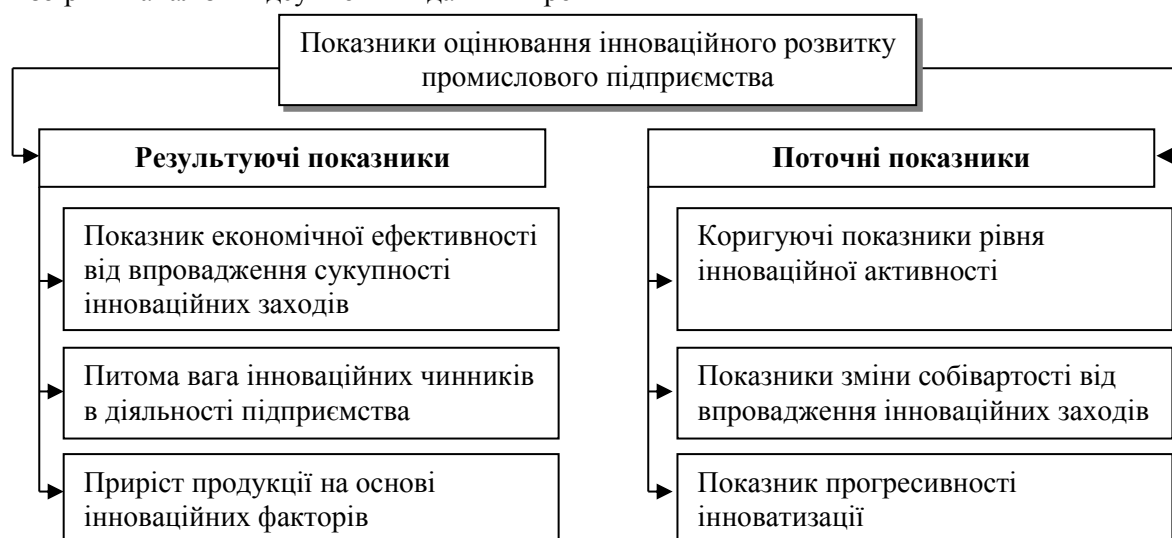 Показники оцінювання інноваційного розвитку
промислового підприємства
Результуючі показники
Показник економічної ефективності
від впровадження сукупності
інноваційних заходів
Питома вага інноваційних чинників
в діяльності підприємства
Приріст продукції на основі
інноваційних факторів
Поточні показники
Коригуючі показники рівня
інноваційної активності
Показники зміни собівартості від
впровадження інноваційних заходів
Показник прогресивності
інноватизації